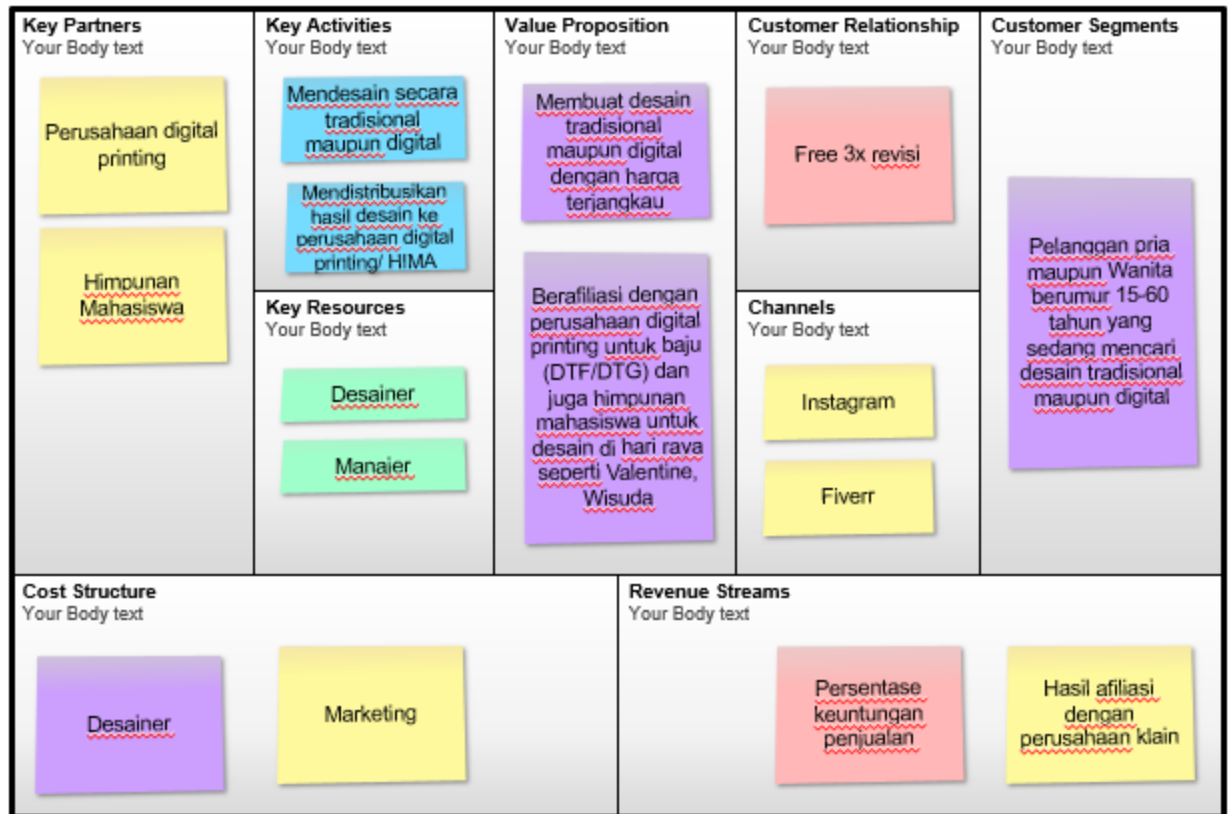 Key Partners
Your Body text
Perusahaan digital
printing
Himpunan
Mahasiswa
Key Activities
Your Body text
Mendesain secara
tradisional
maupun digital
Mendistribusikan
hasil desain ke
perusahaan digital
printing/ HIMA
Key Resources
Your Body text
Desainer
Manajer
Value Proposition
Your Body text
Membuat desain
tradisional
maupun digital
dengan harga
terjangkau
Berafiliasi dengan
perusahaan digital
printing untuk baju
(DTF/DTG) dan
juga himpunan
mahasiswa untuk
desain di hari raya
seperti Valentine,
Wisuda
Customer Relationship
Your Body text
Free 3x revisi
Channels
Your Body text
Instagram
Fiverr
Customer Segments
Your Body text
Pelanggan pria
maupun Wanita
berumur 15-60
tahun yang
sedang mencari
desain tradisional
maupun digital
Cost Structure
Your Body text
Desainer
Marketing
Revenue Streams
Your Body text
Persentase
keuntungan
penjualan
Hasil afiliasi
dengan
perusahaan klain